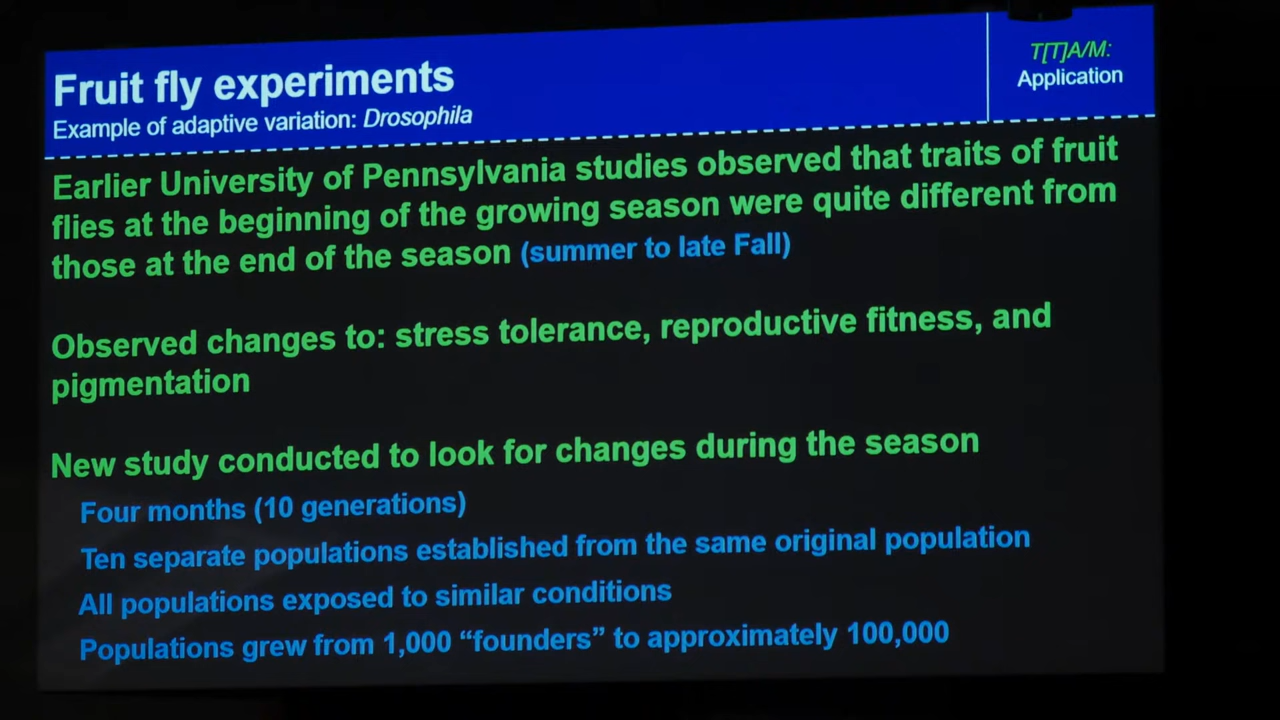 Fruit fly experiments
Example of adaptive variation: Drosophila
T[T]A/M:
Application
Earlier University of Pennsylvania studies observed that traits of fruit
flies at the beginning of the growing season were quite different from
those at the end of the season (summer to late Fall)
Observed changes to: stress tolerance, reproductive fitness, and
pigmentation
New study conducted to look for changes during the season
Four months (10 generations)
Ten separate populations established from the same original population
All populations exposed to similar conditions
Populations grew from 1,000 “founders” to approximately 100,000